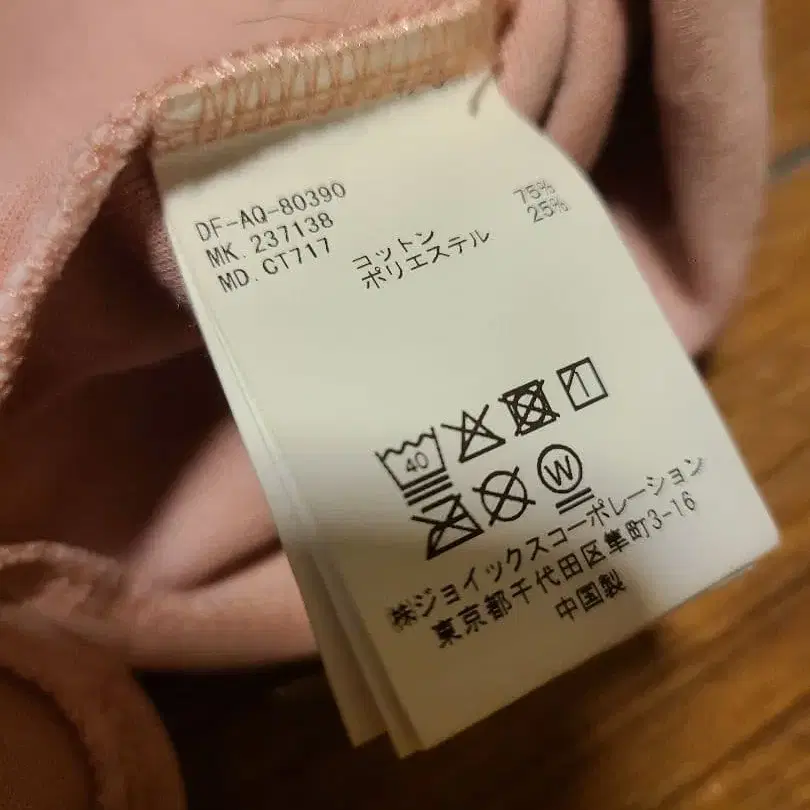 DF-AQ-80390
MK. 237138
MD. CT717
コットン 75%
ポリエステル 25%
40
W
㈱ジョイックスコーポレーション
東京都千代田区隼町3-16
中国製